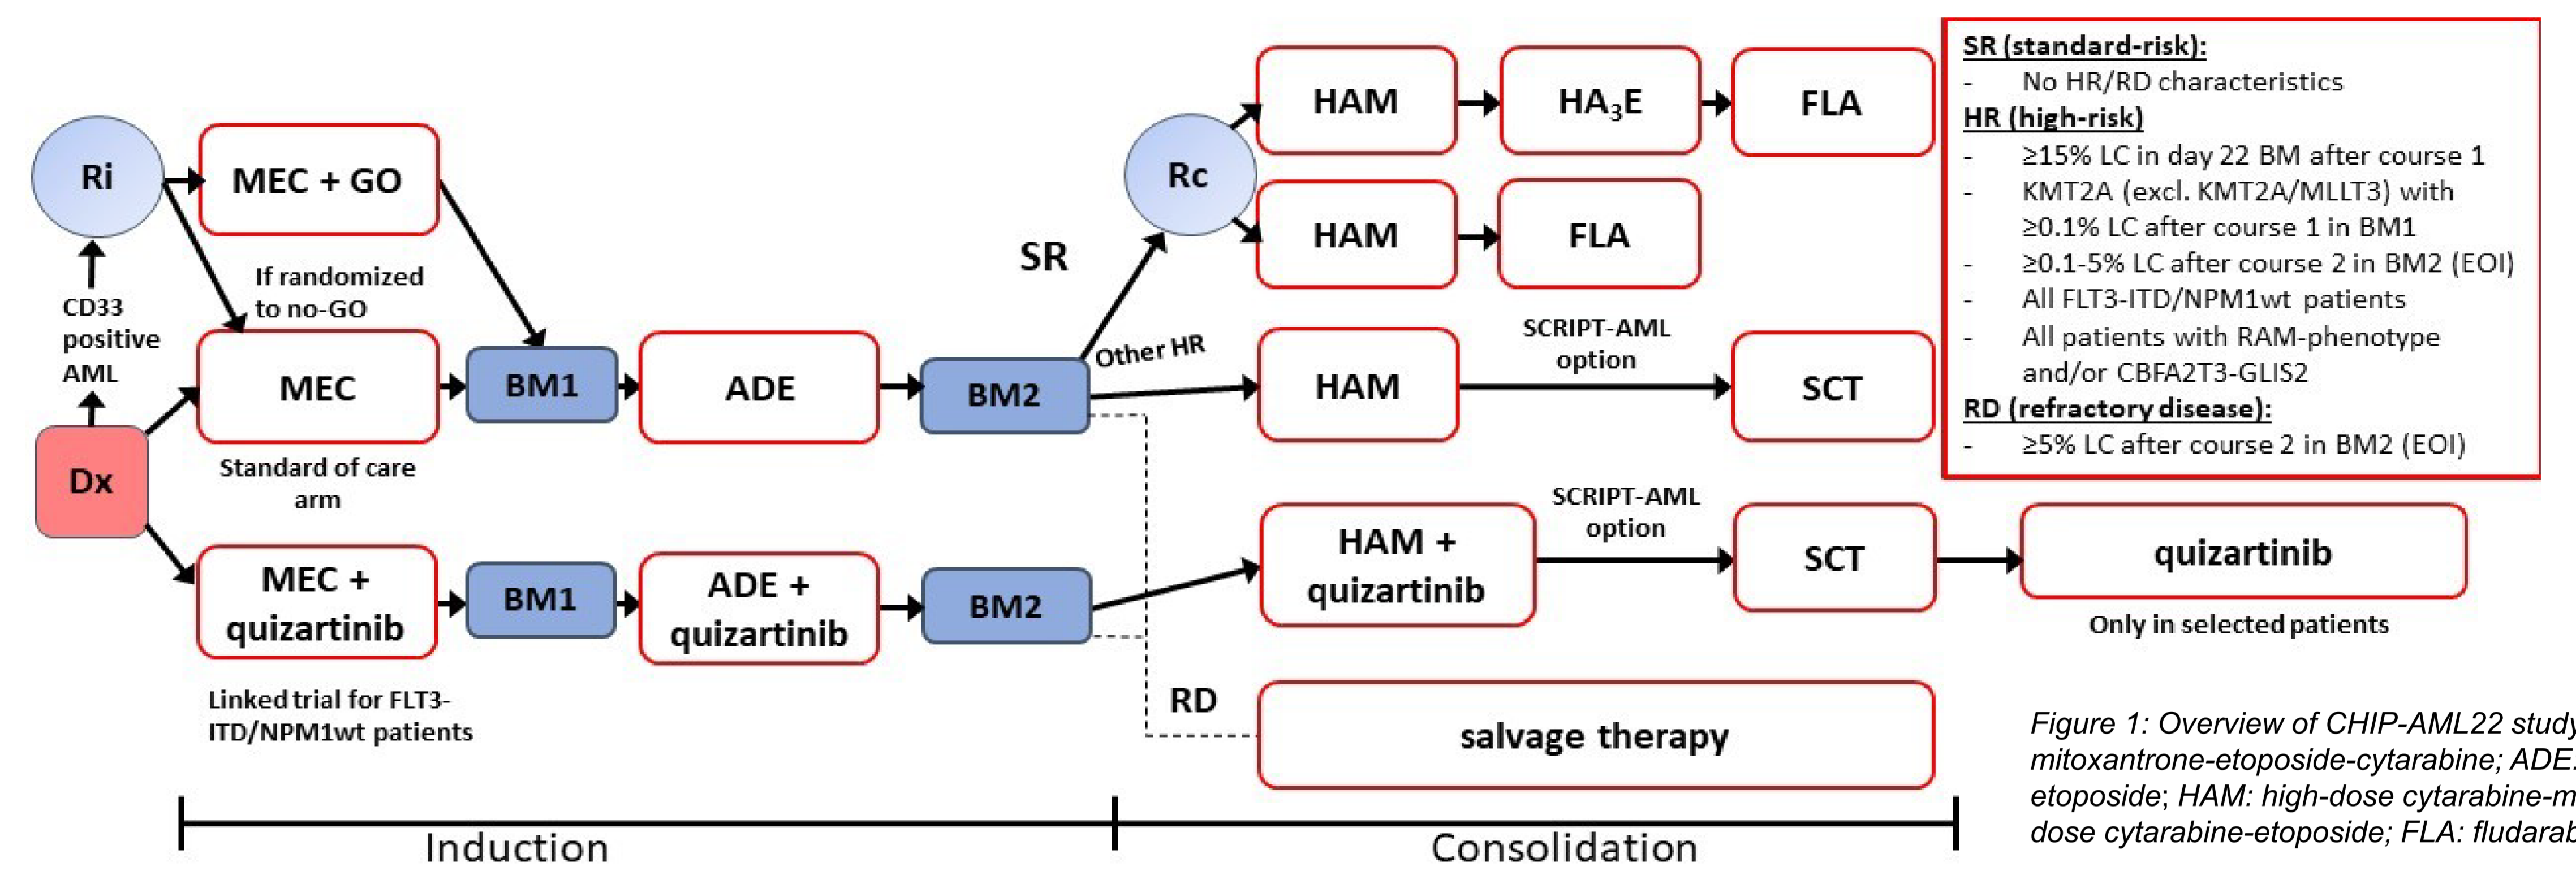 Ri
MEC + GO
CD33
positive
AML
If randomized
to no-GO
Dx
MEC
Standard of care
arm
BM1
ADE
BM2
MEC +
quizartinib
Linked trial for FLT3-
ITD/NPM1wt patients
BM1
ADE +
quizartinib
BM2
SR
Rc
HAM
HA₃E
FLA
HAM
FLA
Other HR
HAM
SCRIPT-AML
option
SCT
HAM +
quizartinib
SCRIPT-AML
option
SCT
quizartinib
Only in selected patients
RD
salvage therapy
Induction
Consolidation
SR (standard-risk):
- No HR/RD characteristics
HR (high-risk)
- ≥15% LC in day 22 BM after course 1
- KMT2A (excl. KMT2A/MLLT3) with
≥0.1% LC after course 1 in BM1
- ≥0.1-5% LC after course 2 in BM2 (EOI)
- All FLT3-ITD/NPM1wt patients
- All patients with RAM-phenotype
and/or CBFA2T3-GLIS2
RD (refractory disease):
- ≥5% LC after course 2 in BM2 (EOI)
Figure 1: Overview of CHIP-AML22 study
mitoxantrone-etoposide-cytarabine; ADE:
etoposide; HAM: high-dose cytarabine-m
dose cytarabine-etoposide; FLA: fludarab